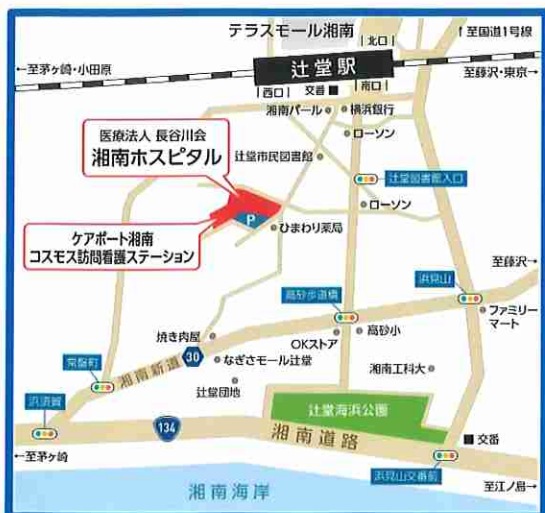 テラスモール湘南
↑至国道1号線
北口
←至茅ヶ崎・小田原
辻堂駅
至藤沢・東京→
西口
交番
南口
湘南パール
横浜銀行
医療法人 長谷川会
湘南ホスピタル
ローソン
辻堂市民図書館
辻堂図書館入口
ローソン
P
ひまわり薬局
ケアポート湘南
コスモス訪問看護ステーション
至藤沢→
浜見山
高砂歩道橋
ファミリー
マート
焼き肉屋
OKストア
高砂小
30
なぎさモール辻堂
湘南新道
常盤町
湘南工科大
辻堂団地
浜須賀
辻堂海浜公園
134
湘南道路
交番
←至茅ヶ崎
浜見山交番前
至江ノ島→
湘南海岸